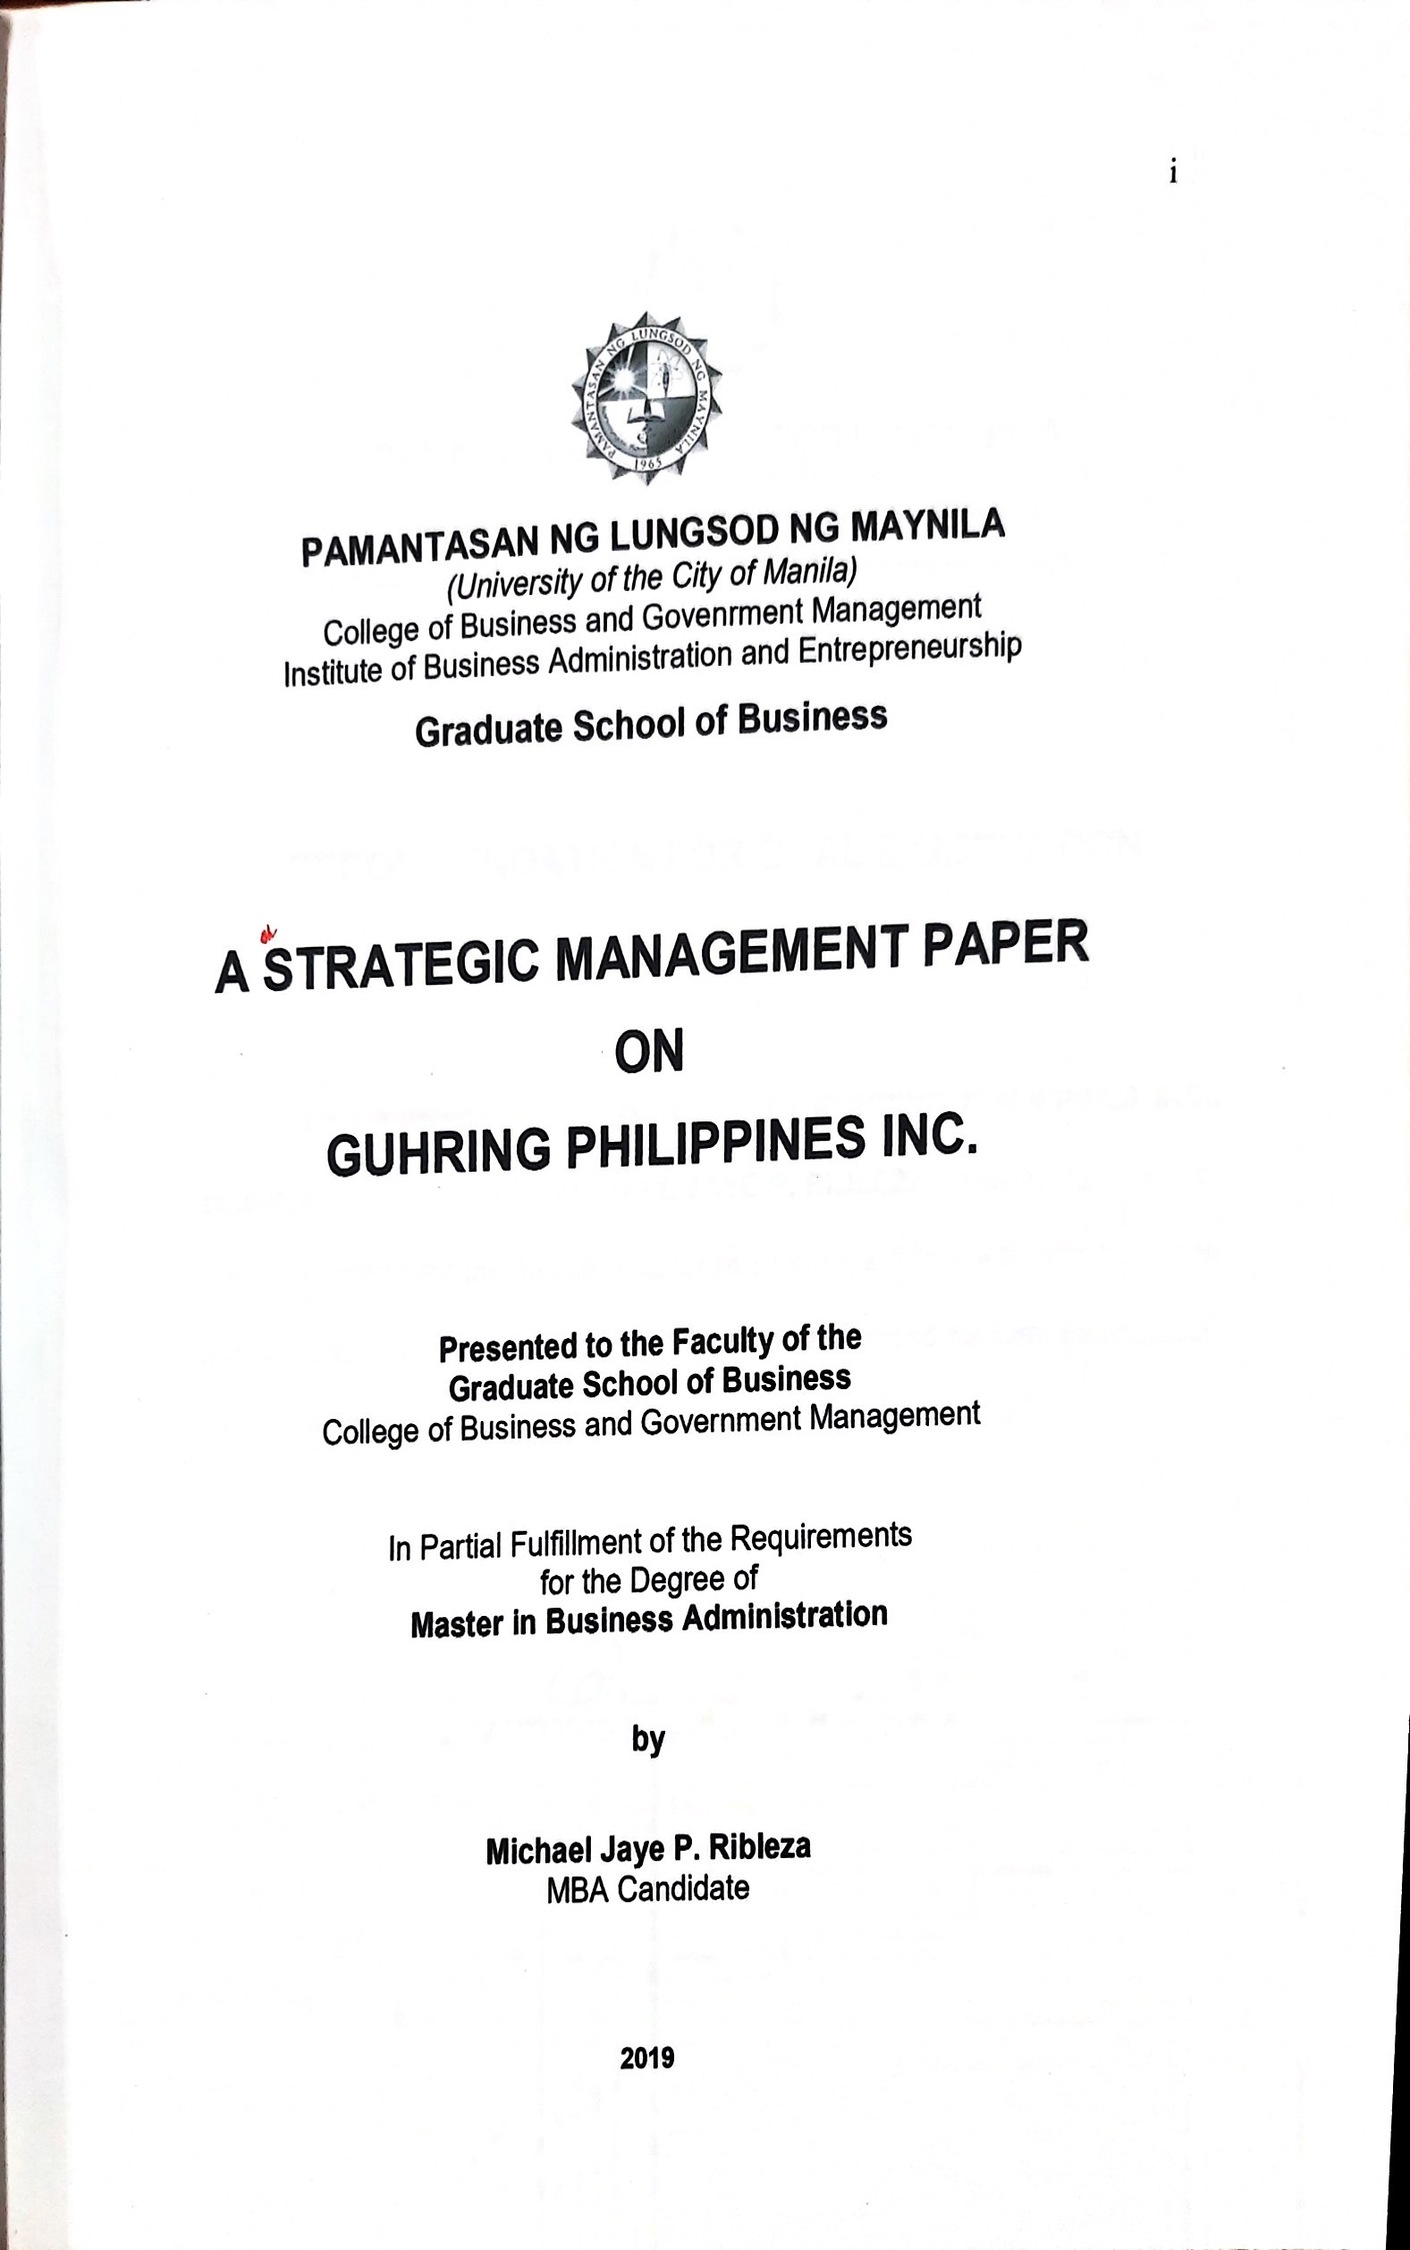 i
PAMANTASAN NG LUNGSOD NG MAYNILA
1965
PAMANTASAN NG LUNGSOD NG MAYNILA
(University of the City of Manila)
College of Business and Govenrment Management
Institute of Business Administration and Entrepreneurship
Graduate School of Business
A STRATEGIC MANAGEMENT PAPER
ON
GUHRING PHILIPPINES INC.
Presented to the Faculty of the
Graduate School of Business
College of Business and Government Management
In Partial Fulfillment of the Requirements
for the Degree of
Master in Business Administration
by
Michael Jaye P. Ribleza
MBA Candidate
2019